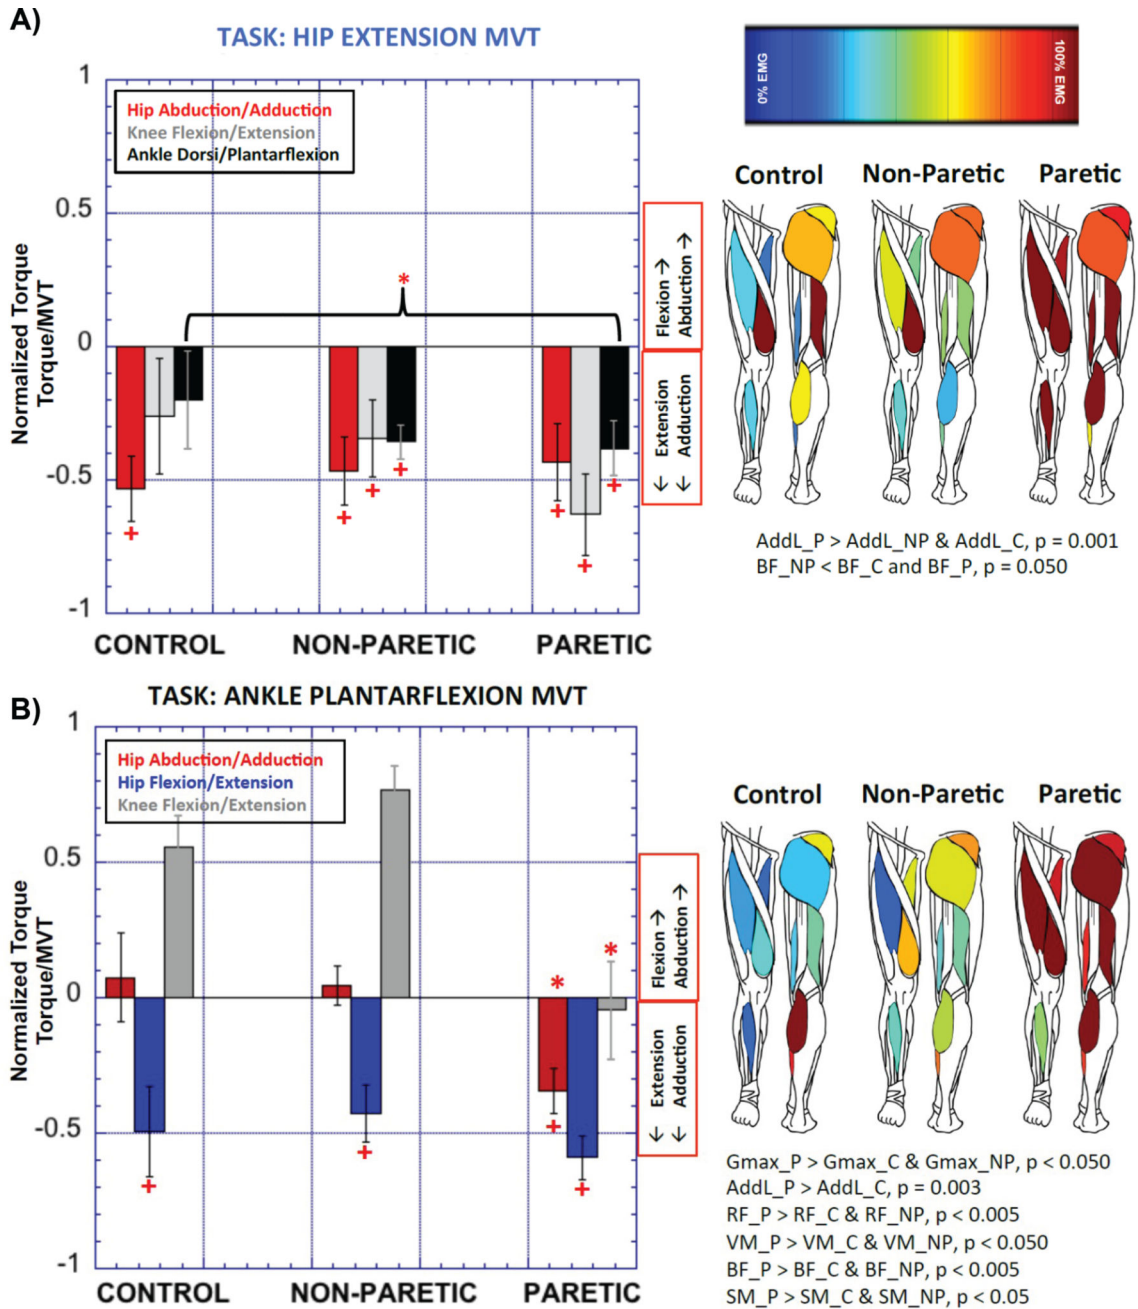 A)
TASK: HIP EXTENSION MVT
1
0.5
0
-0.5
-1
Normalized Torque
Torque/MVT
Hip Abduction/Adduction
Knee Flexion/Extension
Ankle Dorsi/Plantarflexion
*
+
+
+
+
+
+
+
CONTROL
NON-PARETIC
PARETIC
Flexion →
Abduction →
← Extension
← Adduction
0% EMG
100% EMG
Control
Non-Paretic
Paretic
AddL_P > AddL_NP & AddL_C, p = 0.001
BF_NP < BF_C and BF_P, p = 0.050
B)
TASK: ANKLE PLANTARFLEXION MVT
1
0.5
0
-0.5
-1
Normalized Torque
Torque/MVT
Hip Abduction/Adduction
Hip Flexion/Extension
Knee Flexion/Extension
*
*
+
+
+
+
CONTROL
NON-PARETIC
PARETIC
Flexion →
Abduction →
← Extension
← Adduction
Control
Non-Paretic
Paretic
Gmax_P > Gmax_C & Gmax_NP, p < 0.050
AddL_P > AddL_C, p = 0.003
RF_P > RF_C & RF_NP, p < 0.005
VM_P > VM_C & VM_NP, p < 0.050
BF_P > BF_C & BF_NP, p < 0.005
SM_P > SM_C & SM_NP, p < 0.05